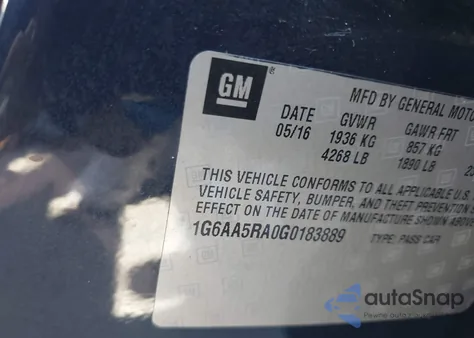 GM
®
MFD BY GENERAL MOTO
DATE GVWR GAWR FRT
05/16 1936 KG 857 KG
4268 LB 1890 LB
THIS VEHICLE CONFORMS TO ALL APPLICABLE U.S.
VEHICLE SAFETY, BUMPER, AND THEFT PREVENTION
EFFECT ON THE DATE OF MANUFACTURE SHOWN ABOVE
1G6AA5RA0G0183889 TYPE: PASS CAR
autoSnap
Powered by